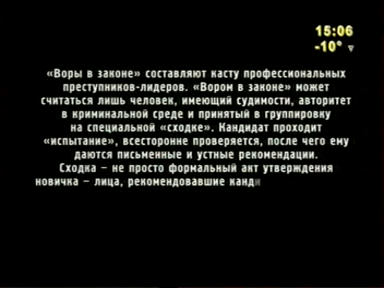 15:06
-10°
«Воры в законе» составляют касту профессиональных
преступников-лидеров. «Вором в законе» может
считаться лишь человек, имеющий судимости, авторитет
в криминальной среде и принятый в группировку
на специальной «сходке». Кандидат проходит
«испытание», всесторонне проверяется, после чего ему
даются письменные и устные рекомендации.
Сходка – не просто формальный акт утверждения
новичка – лица, рекомендовавшие канди